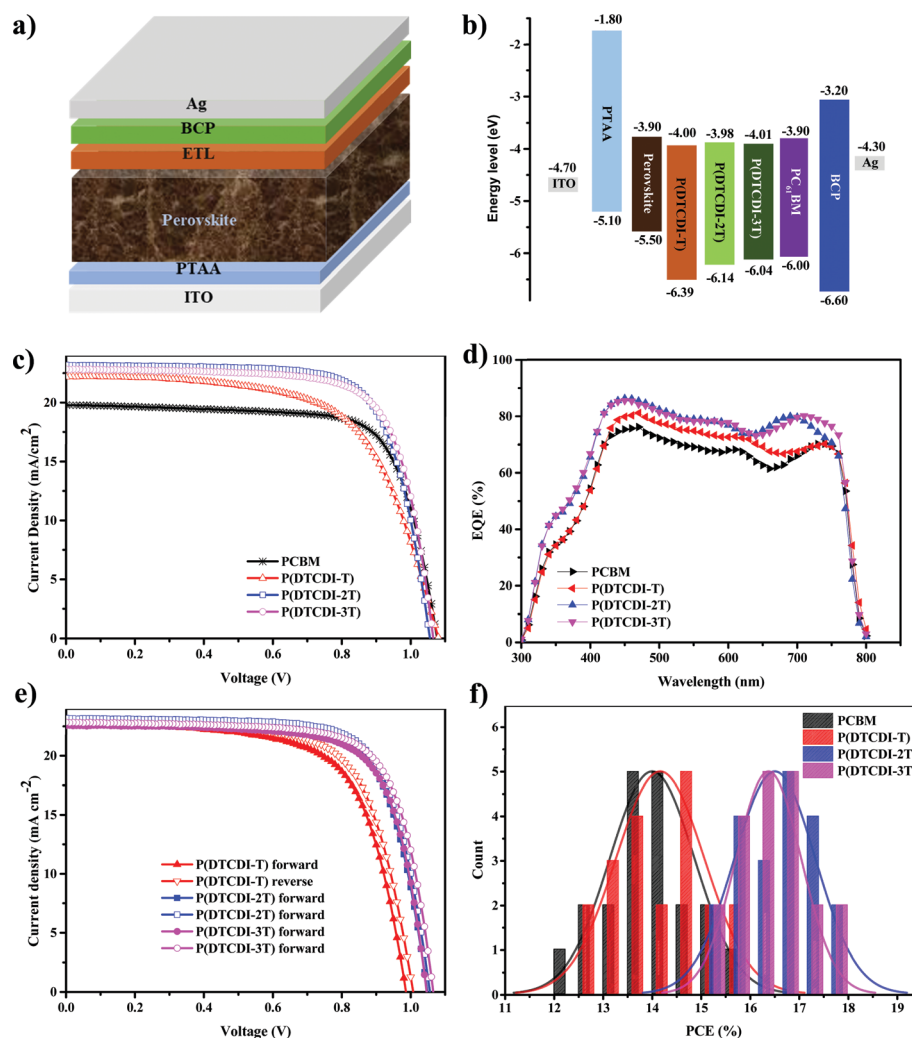 a)
Ag
BCP
ETL
Perovskite
PTAA
ITO
b)
Energy level (eV)
-2
-3
-4
-5
-6
-4.70
ITO
-1.80
PTAA
-5.10
-3.90
Perovskite
-5.50
-4.00
P(DTCDI-T)
-6.39
-3.98
P(DTCDI-2T)
-6.14
-4.01
P(DTCDI-3T)
-6.04
-3.90
PC61BM
-6.00
-3.20
BCP
-6.60
-4.30
Ag
c)
Current Density (mA/cm²)
20
15
10
5
0
PCBM
P(DTCDI-T)
P(DTCDI-2T)
P(DTCDI-3T)
0.0 0.2 0.4 0.6 0.8 1.0
Voltage (V)
d)
EQE (%)
100
80
60
40
20
0
PCBM
P(DTCDI-T)
P(DTCDI-2T)
P(DTCDI-3T)
300 400 500 600 700 800
Wavelength (nm)
e)
Current density (mA cm-2)
20
15
10
5
0
P(DTCDI-T) forward
P(DTCDI-T) reverse
P(DTCDI-2T) forward
P(DTCDI-2T) forward
P(DTCDI-3T) forward
P(DTCDI-3T) forward
0.0 0.2 0.4 0.6 0.8 1.0
Voltage (V)
f)
Count
6
5
4
3
2
1
0
PCBM
P(DTCDI-T)
P(DTCDI-2T)
P(DTCDI-3T)
11 12 13 14 15 16 17 18 19
PCE (%)